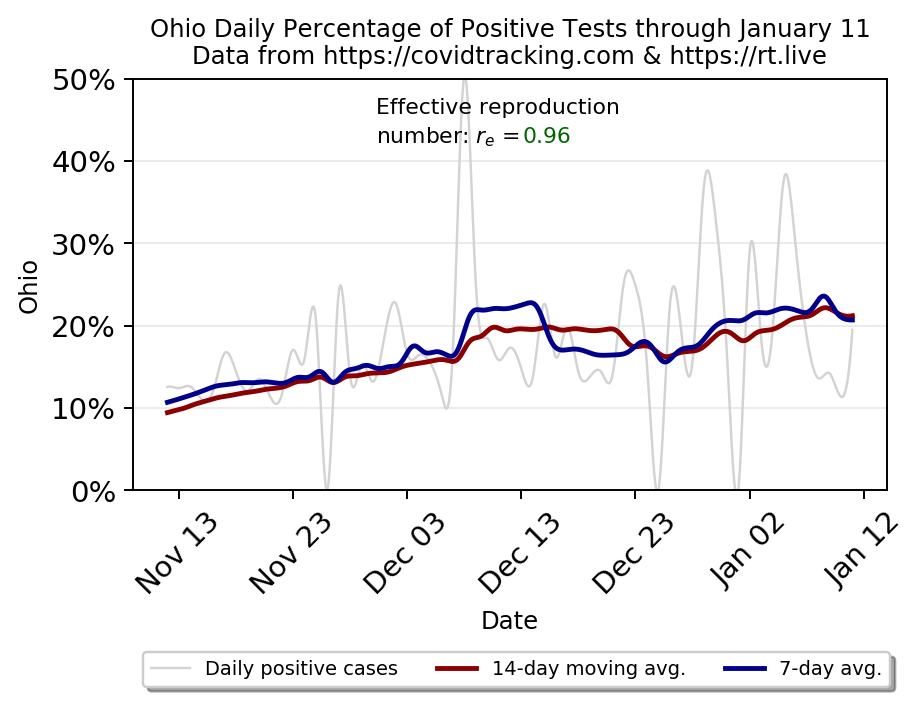 Ohio Daily Percentage of Positive Tests through January 11
Data from https://covidtracking.com & https://rt.live
50%
Effective reproduction
number: rₑ = 0.96
40%
30%
Ohio
20%
10%
0%
Nov 13
Nov 23
Dec 03
Dec 13
Dec 23
Jan 02
Jan 12
Date
Daily positive cases
14-day moving avg.
7-day avg.